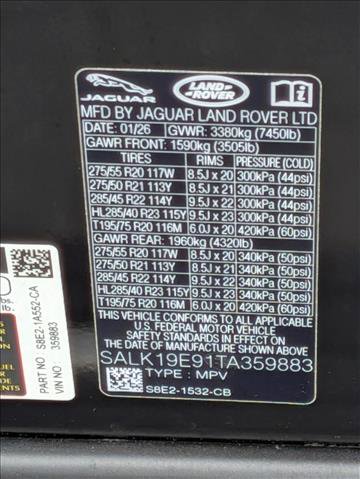 JAGUAR LAND ROVER
MFD BY JAGUAR LAND ROVER LTD
DATE: 01/26 GVWR: 3380kg (7450lb)
GAWR FRONT: 1590kg (3505lb)
TIRES RIMS PRESSURE (COLD)
275/55 R20 117W 8.5J x 20 300kPa (44psi)
275/50 R21 113Y 8.5J x 21 300kPa (44psi)
285/45 R22 114Y 9.5J x 22 300kPa (44psi)
HL285/40 R23 115Y 9.5J x 23 300kPa (44psi)
T195/75 R20 116M 6.0J x 20 420kPa (60psi)
GAWR REAR: 1960kg (4320lb)
275/55 R20 117W 8.5J x 20 340kPa (50psi)
275/50 R21 113Y 8.5J x 21 340kPa (50psi)
285/45 R22 114Y 9.5J x 22 340kPa (50psi)
HL285/40 R23 115Y 9.5J x 23 340kPa (50psi)
T195/75 R20 116M 6.0J x 20 420kPa (60psi)
THIS VEHICLE CONFORMS TO ALL APPLICABLE
U.S. FEDERAL MOTOR VEHICLE
SAFETY STANDARDS IN EFFECT ON THE
DATE OF MANUFACTURE SHOWN ABOVE
SALK19E91TA359883
TYPE: MPV
S8E2-1532-CB
PART NO S8E2-1A552-CA
VIN NO 359883